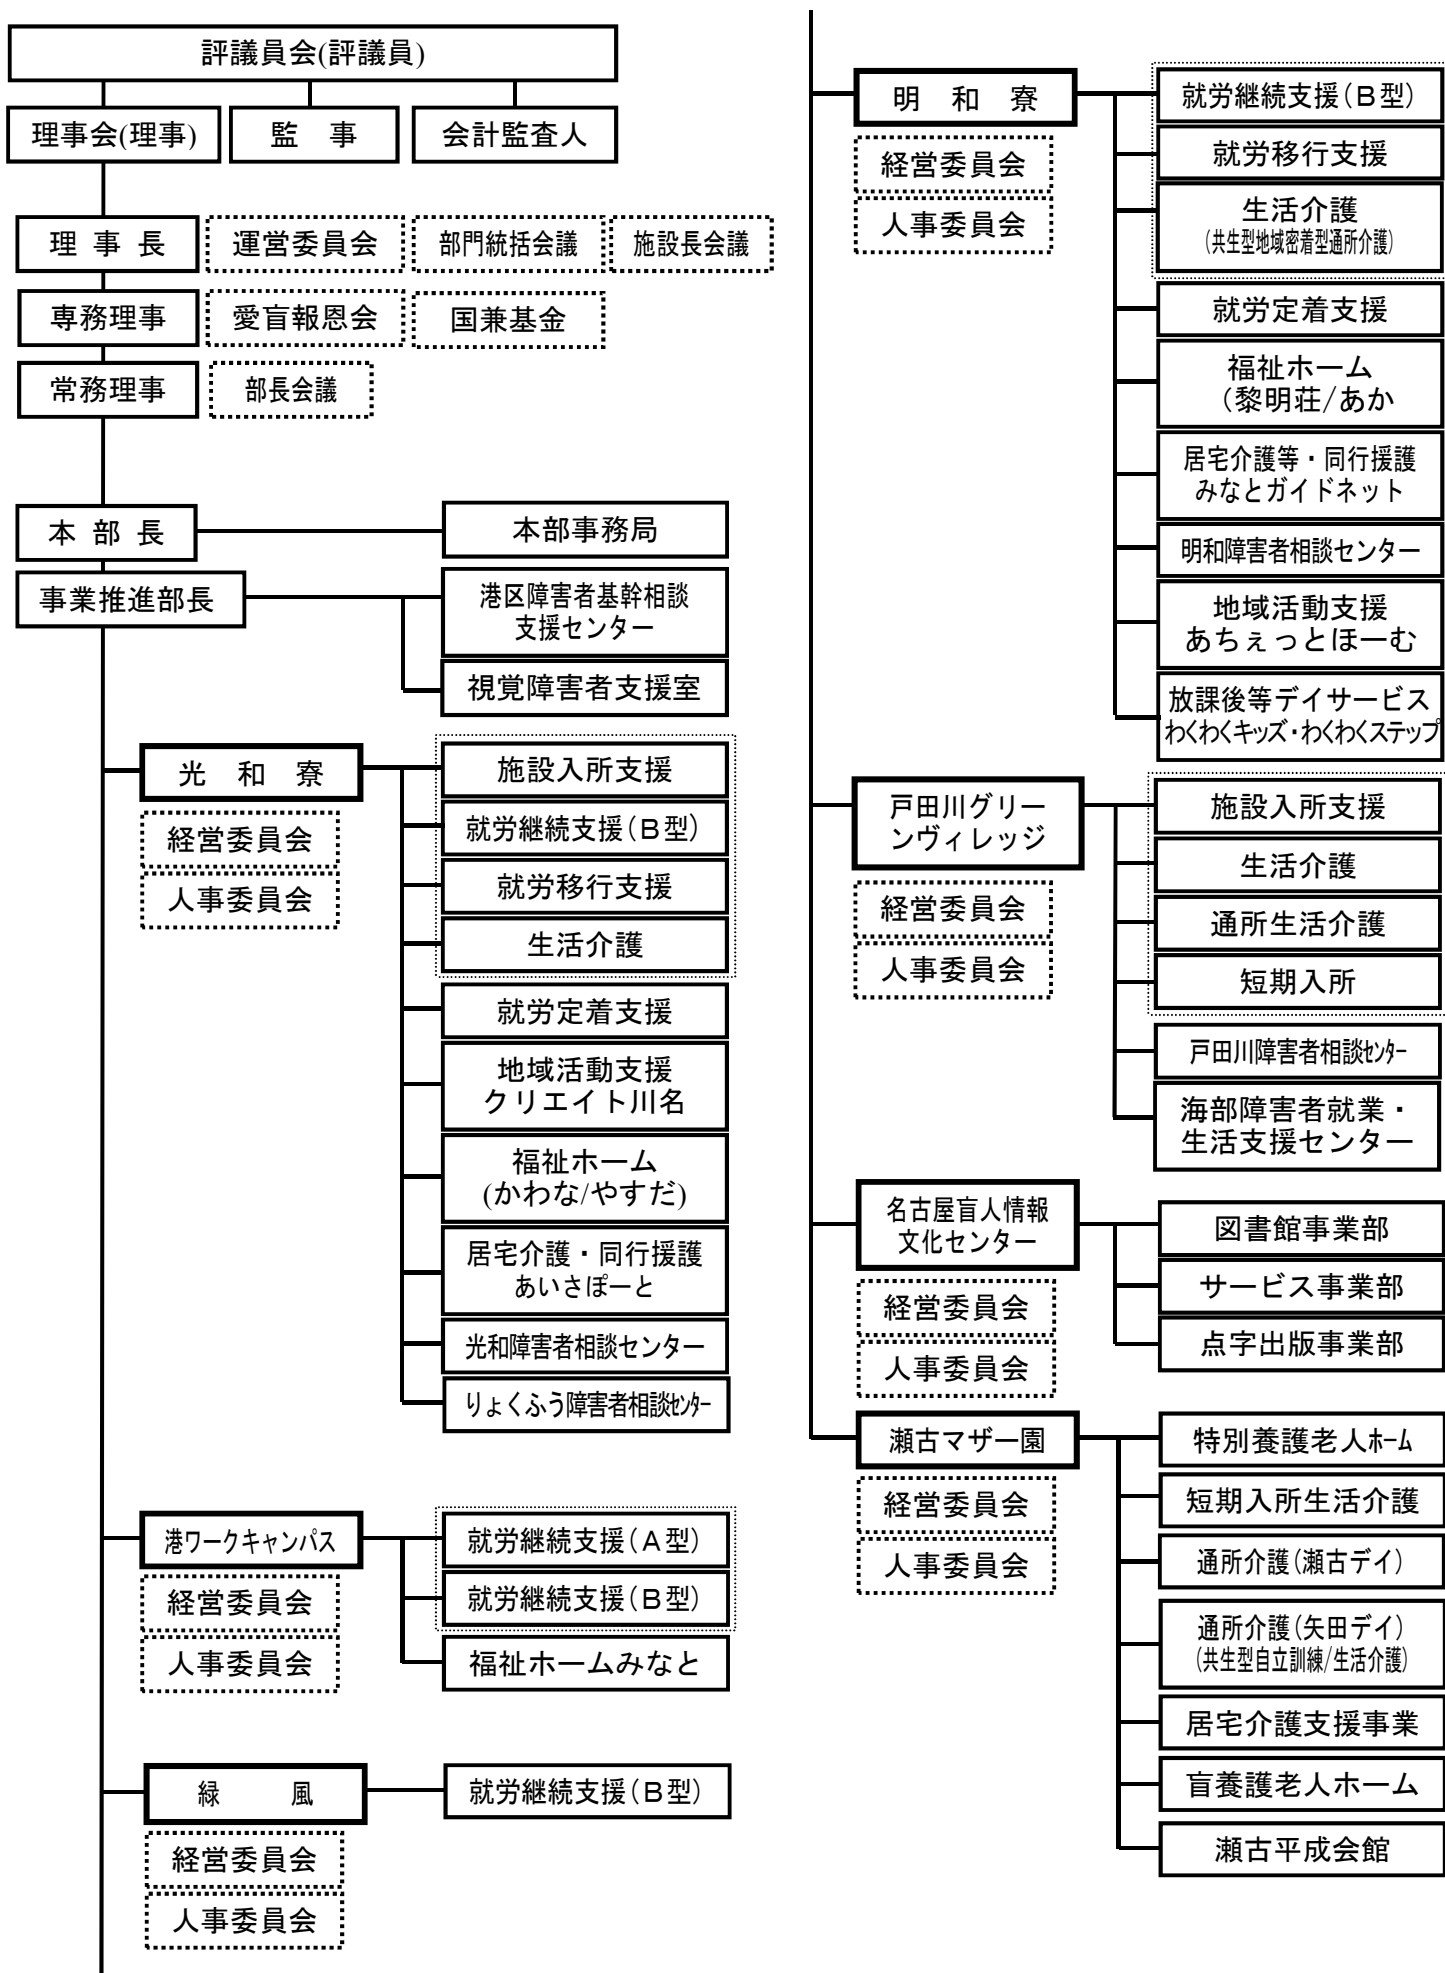 評議員会(評議員)
理事会(理事)
監　事
会計監査人
理 事 長
運営委員会
部門統括会議
施設長会議
専務理事
愛盲報恩会
国兼基金
常務理事
部長会議
本 部 長
本部事務局
事業推進部長
港区障害者基幹相談
支援センター
視覚障害者支援室
光　和　寮
経営委員会
人事委員会
施設入所支援
就労継続支援(Ｂ型)
就労移行支援
生活介護
就労定着支援
地域活動支援
クリエイト川名
福祉ホーム
(かわな/やすだ)
居宅介護・同行援護
あいさぽーと
光和障害者相談センター
りょくふう障害者相談ｾﾝﾀｰ
港ワークキャンパス
経営委員会
人事委員会
就労継続支援(Ａ型)
就労継続支援(Ｂ型)
福祉ホームみなと
緑　　風
経営委員会
人事委員会
就労継続支援(Ｂ型)
明　和　寮
経営委員会
人事委員会
就労継続支援(Ｂ型)
就労移行支援
生活介護
(共生型地域密着型通所介護)
就労定着支援
福祉ホーム
(黎明荘/あか
居宅介護等・同行援護
みなとガイドネット
明和障害者相談センター
地域活動支援
あちぇっとほーむ
放課後等デイサービス
わくわくキッズ・わくわくステップ
戸田川グリー
ンヴィレッジ
経営委員会
人事委員会
施設入所支援
生活介護
通所生活介護
短期入所
戸田川障害者相談ｾﾝﾀｰ
海部障害者就業・
生活支援センター
名古屋盲人情報
文化センター
経営委員会
人事委員会
図書館事業部
サービス事業部
点字出版事業部
瀬古マザー園
経営委員会
人事委員会
特別養護老人ﾎｰﾑ
短期入所生活介護
通所介護(瀬古デイ)
通所介護(矢田デイ)
(共生型自立訓練/生活介護)
居宅介護支援事業
盲養護老人ホーム
瀬古平成会館